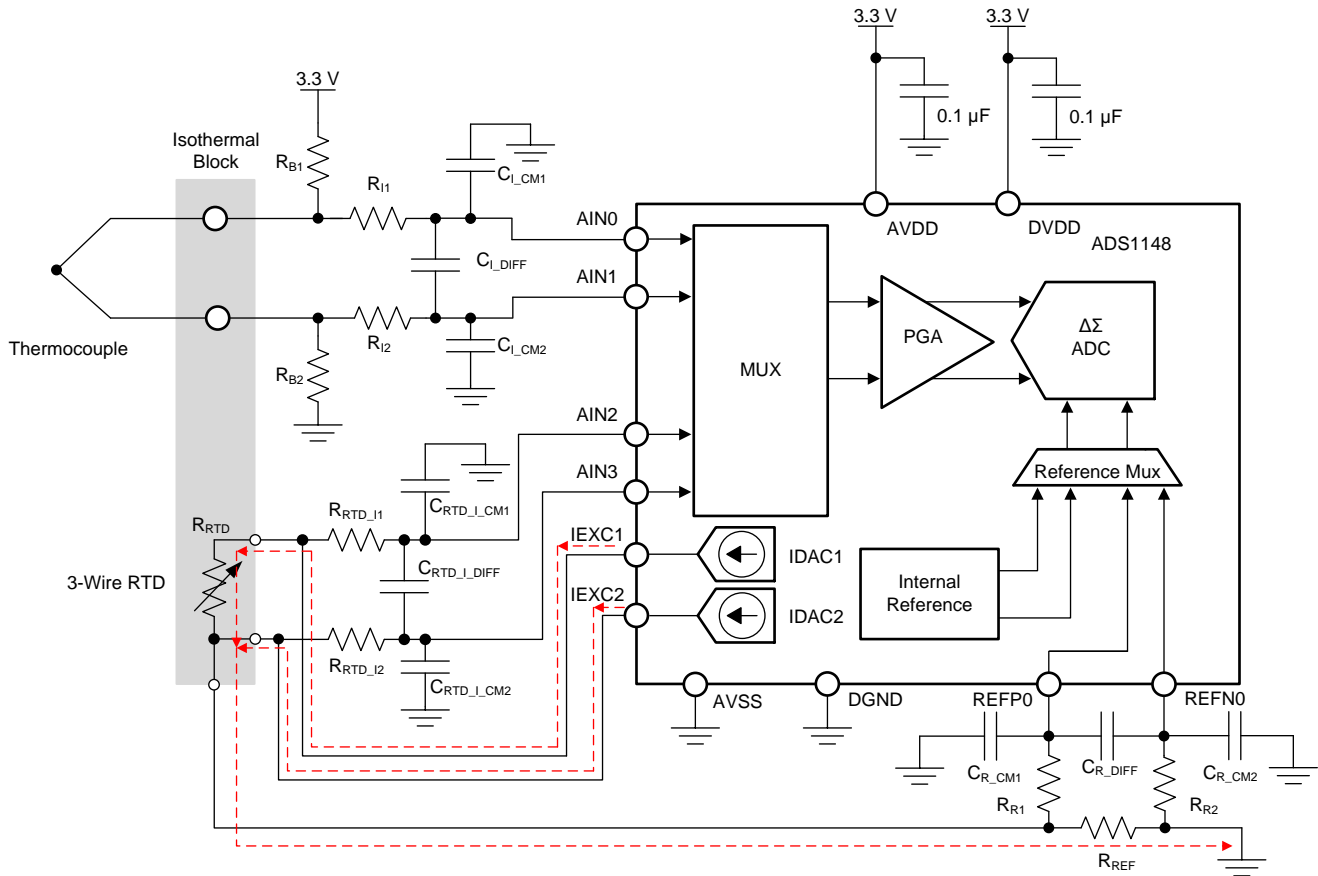 3.3 V
3.3 V
3.3 V
0.1 µF
0.1 µF
Isothermal
Block
RB1
CI_CM1
RI1
AIN0
AVDD
DVDD
ADS1148
CI_DIFF
AIN1
Thermocouple
RI2
CI_CM2
RB2
MUX
PGA
ΔΣ
ADC
AIN2
AIN3
Reference Mux
CRTD_I_CM1
RRTD
RRTD_I1
IEXC1
IDAC1
3-Wire RTD
CRTD_I_DIFF
IEXC2
IDAC2
Internal
Reference
RRTD_I2
CRTD_I_CM2
AVSS
DGND
REFP0
REFN0
CR_CM1
CR_DIFF
CR_CM2
RR1
RR2
RREF